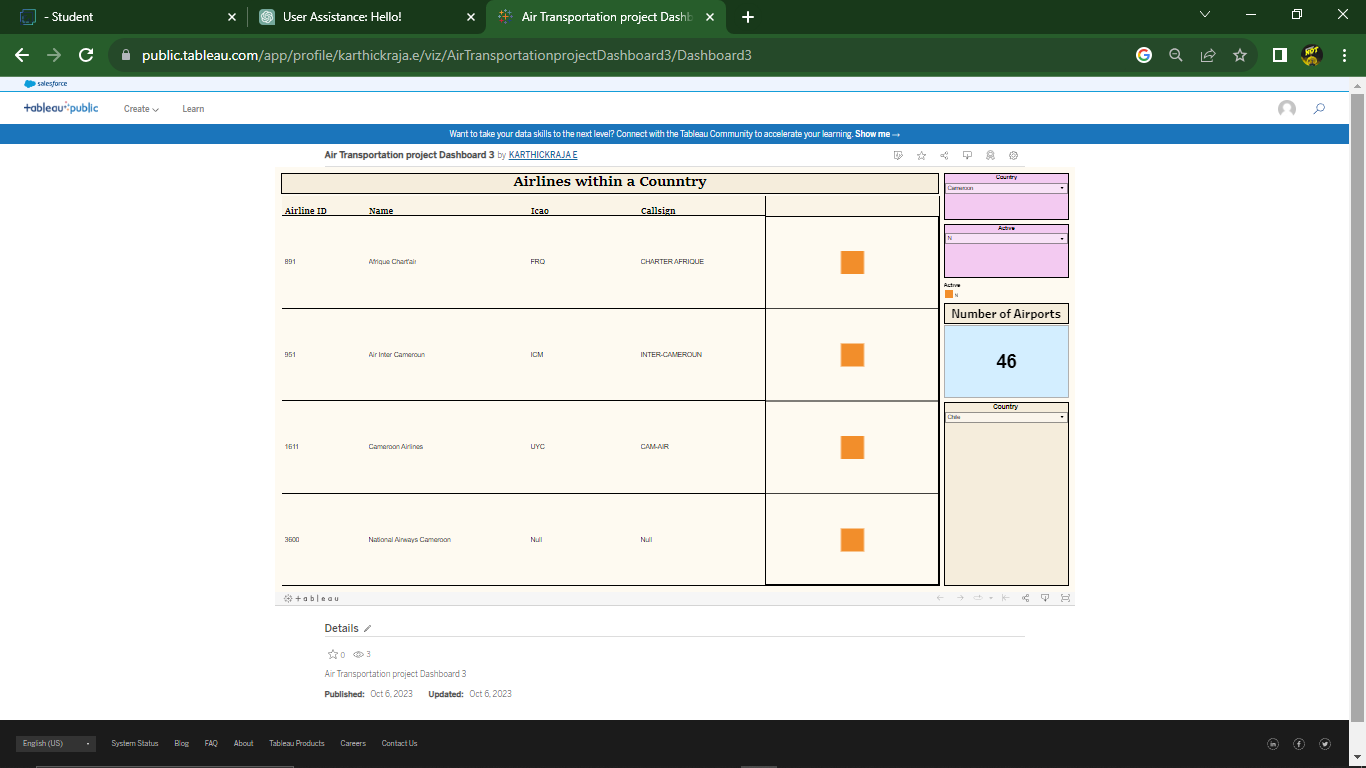 - Student
User Assistance: Hello!
Air Transportation project Dashb
public.tableau.com/app/profile/karthickraja.e/viz/AirTransportationprojectDashboard3/Dashboard3
salesforce
+ableau public
Create
Learn
Want to take your data skills to the next level? Connect with the Tableau Community to accelerate your learning. Show me →
Air Transportation project Dashboard 3 by KARTHICKRAJA E
Airlines within a Counntry
Airline ID Name Icao Callsign
891 Afrique Chart'air FRQ CHARTER AFRIQUE
951 Air Inter Cameroun ICM INTER-CAMEROUN
1611 Cameroon Airlines UYC CAM-AIR
3600 National Airways Cameroon Null Null
Country
Cameroon
Active
N
Active
N
Number of Airports
46
Country
Chile
+ableau
Details
0 3
Air Transportation project Dashboard 3
Published: Oct 6, 2023 Updated: Oct 6, 2023
English (US) System Status Blog FAQ About Tableau Products Careers Contact Us